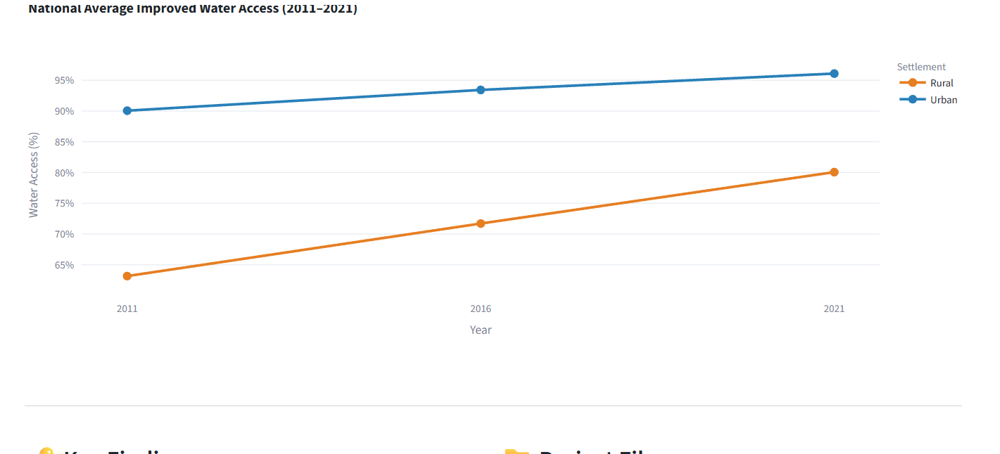 National Average Improved Water Access (2011–2021)
Settlement
Rural
Urban
Water Access (%)
95%
90%
85%
80%
75%
70%
65%
2011 2016 2021
Year